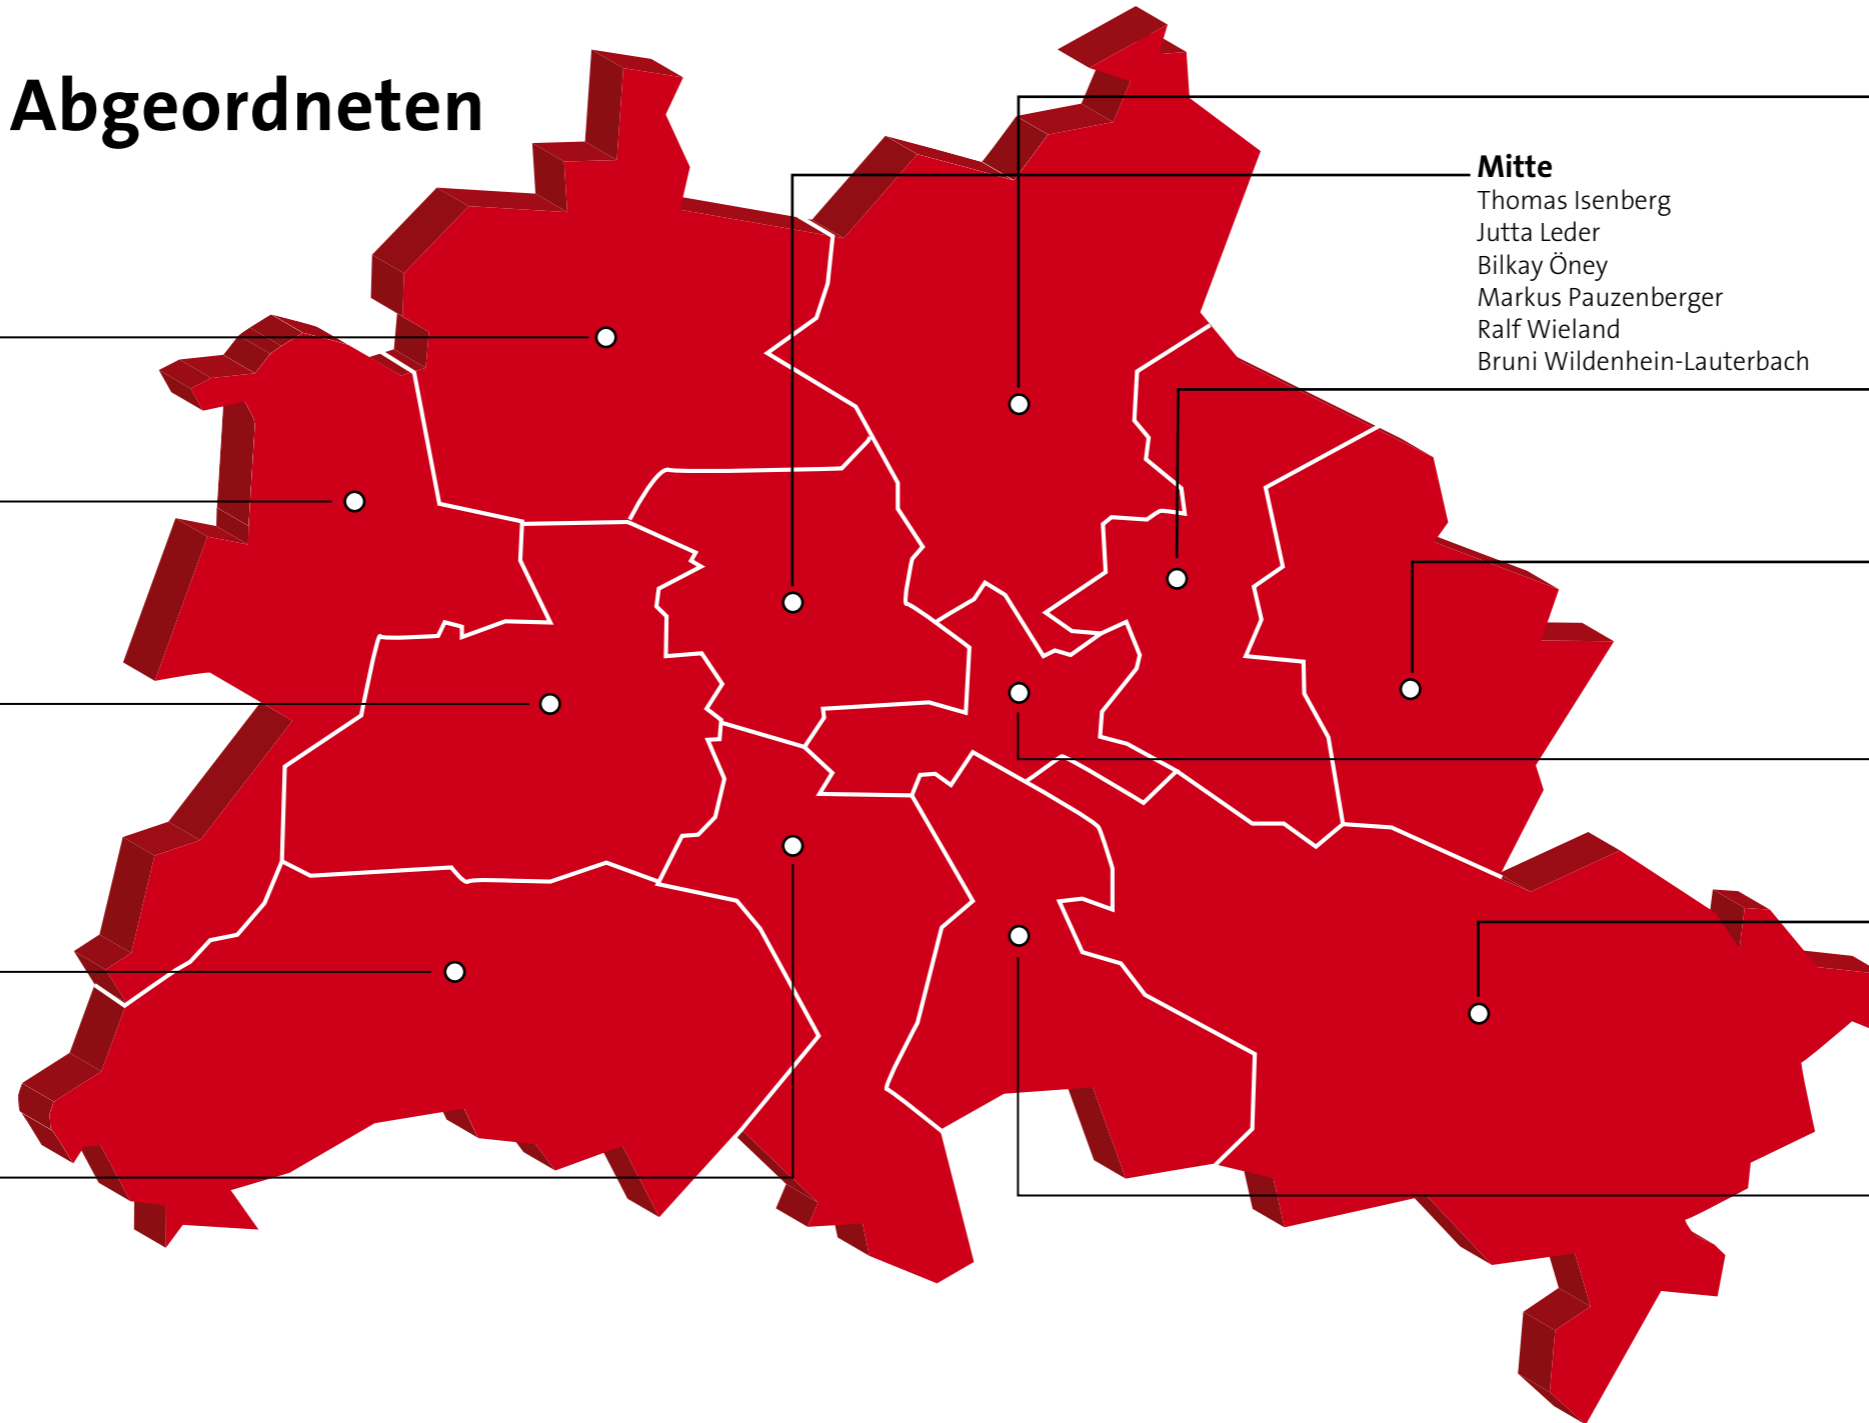 Abgeordneten
Mitte
Thomas Isenberg
Jutta Leder
Bilkay Öney
Markus Pauzenberger
Ralf Wieland
Bruni Wildenhein-Lauterbach